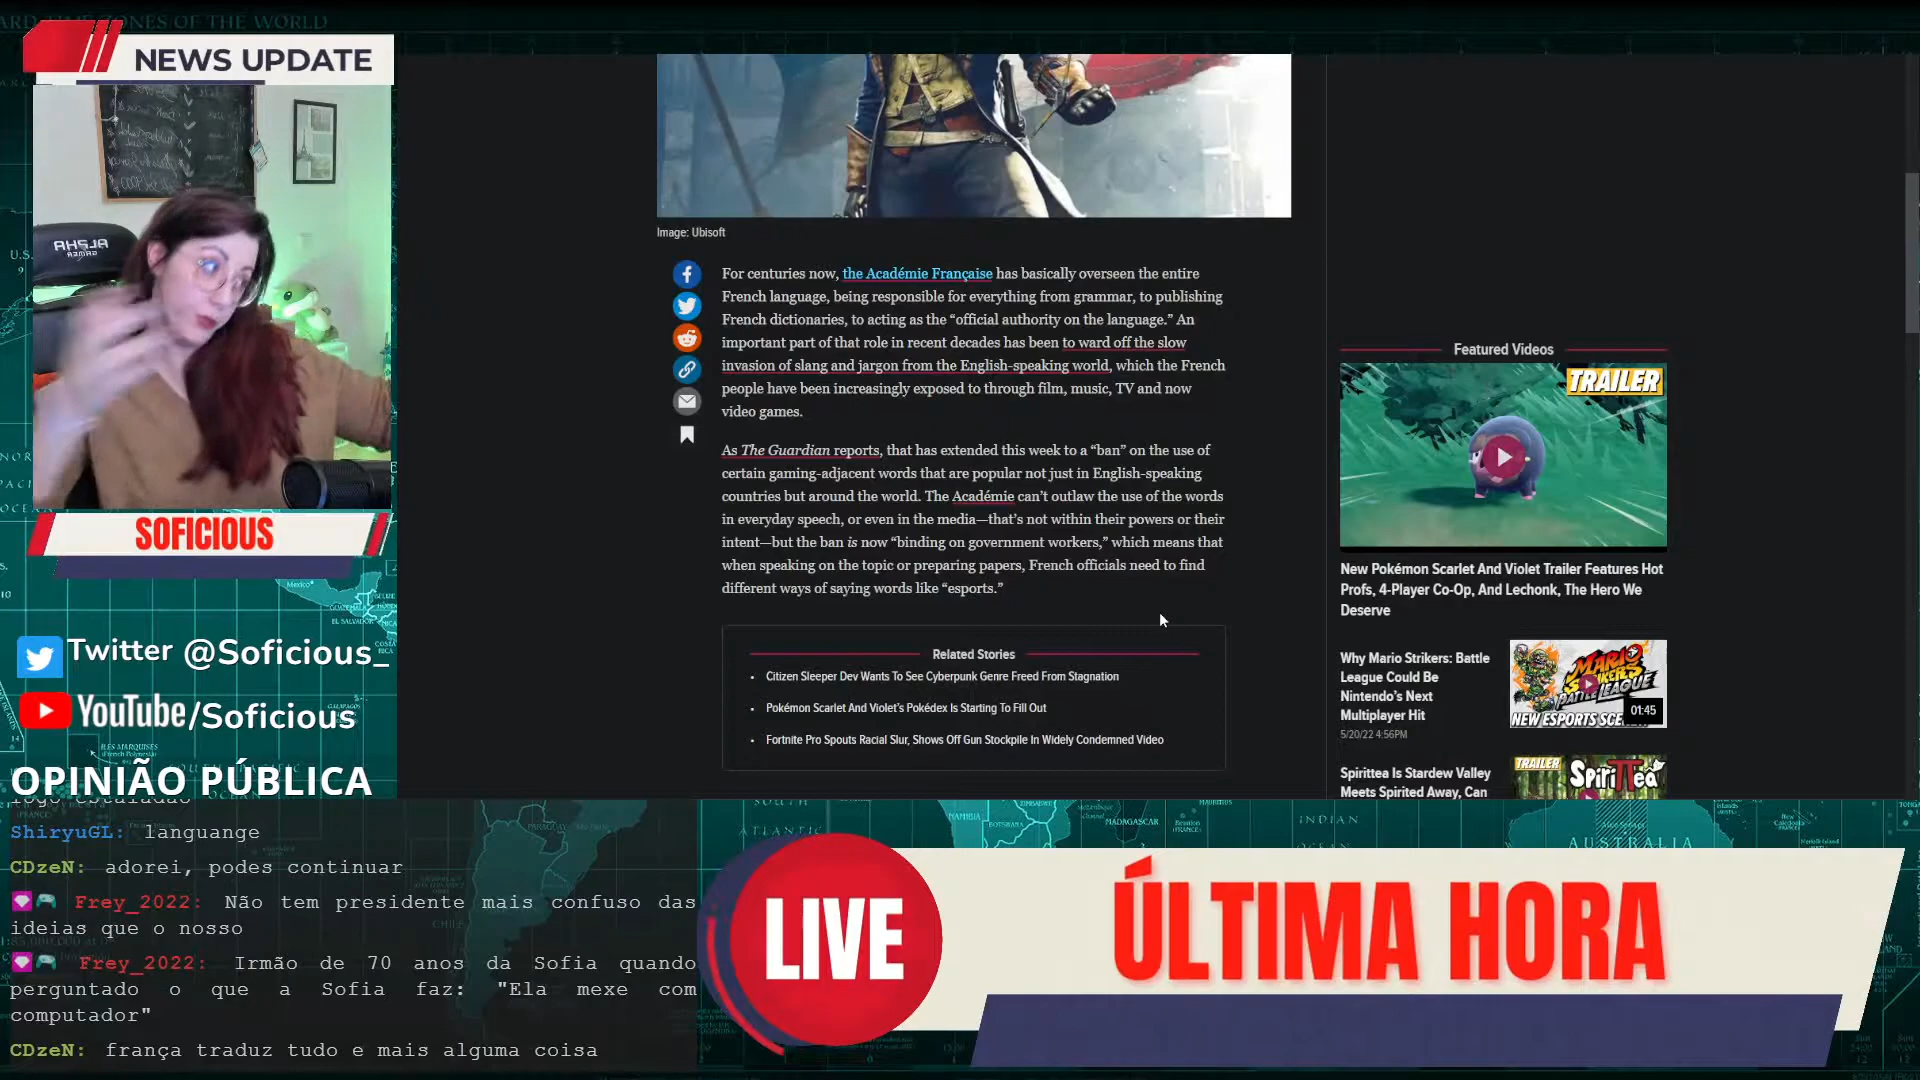 NEWS UPDATE
SOFICIOUS
Twitter @Soficious_
YouTube/Soficious
OPINIÃO PÚBLICA
ShiryuGL: languange
CDzeN: adorei, podes continuar
Frey_2022: Não tem presidente mais confuso das
ideias que o nosso
Frey_2022: Irmão de 70 anos da Sofia quando
perguntado o que a Sofia faz: "Ela mexe com
computador"
CDzeN: frança traduz tudo e mais alguma coisa
Image: Ubisoft
For centuries now, the Académie Française has basically overseen the entire
French language, being responsible for everything from grammar, to publishing
French dictionaries, to acting as the “official authority on the language.” An
important part of that role in recent decades has been to ward off the slow
invasion of slang and jargon from the English-speaking world, which the French
people have been increasingly exposed to through film, music, TV and now
video games.
As The Guardian reports, that has extended this week to a “ban” on the use of
certain gaming-adjacent words that are popular not just in English-speaking
countries but around the world. The Académie can’t outlaw the use of the words
in everyday speech, or even in the media—that’s not within their powers or their
intent—but the ban is now “binding on government workers,” which means that
when speaking on the topic or preparing papers, French officials need to find
different ways of saying words like “esports.”
Related Stories
Citizen Sleeper Dev Wants To See Cyberpunk Genre Freed From Stagnation
Pokémon Scarlet And Violet’s Pokédex Is Starting To Fill Out
Fortnite Pro Spouts Racial Slur, Shows Off Gun Stockpile In Widely Condemned Video
Featured Videos
TRAILER
New Pokémon Scarlet And Violet Trailer Features Hot
Profs, 4-Player Co-Op, And Lechonk, The Hero We
Deserve
Why Mario Strikers: Battle
League Could Be
Nintendo’s Next
Multiplayer Hit
5/20/22 4:56PM
MARIO
STRIKERS
BATTLE LEAGUE
NEW ESPORTS
01:45
Spirittea Is Stardew Valley
Meets Spirited Away, Can
TRAILER
SPIRITTEA
LIVE
ÚLTIMA HORA